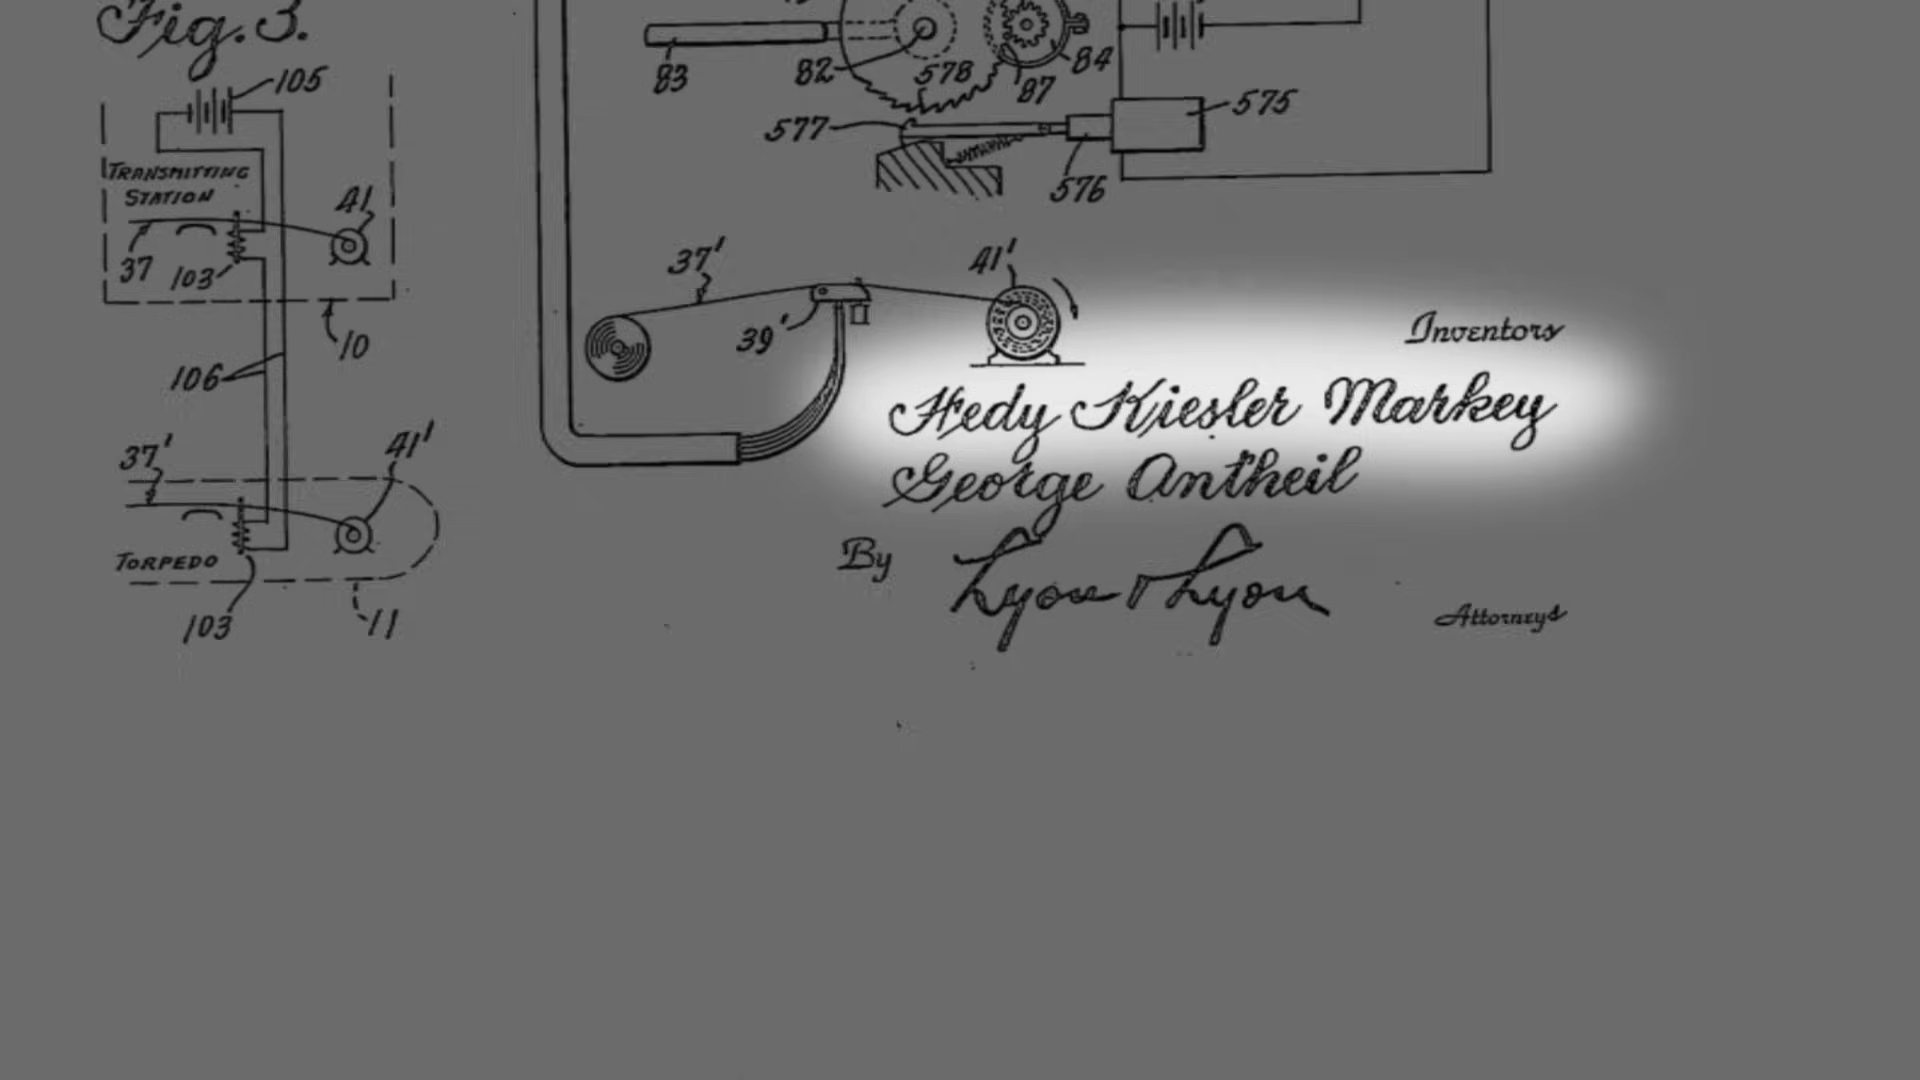 Fig. 3.
105
TRANSMITTING
STATION
41
37
103
10
106
37'
41'
TORPEDO
103
11
83
82
578
87
84
577
575
576
37'
41'
39'
Inventors
Hedy Kiesler Markey
George Antheil
By
Lyon & Lyon
Attorneys